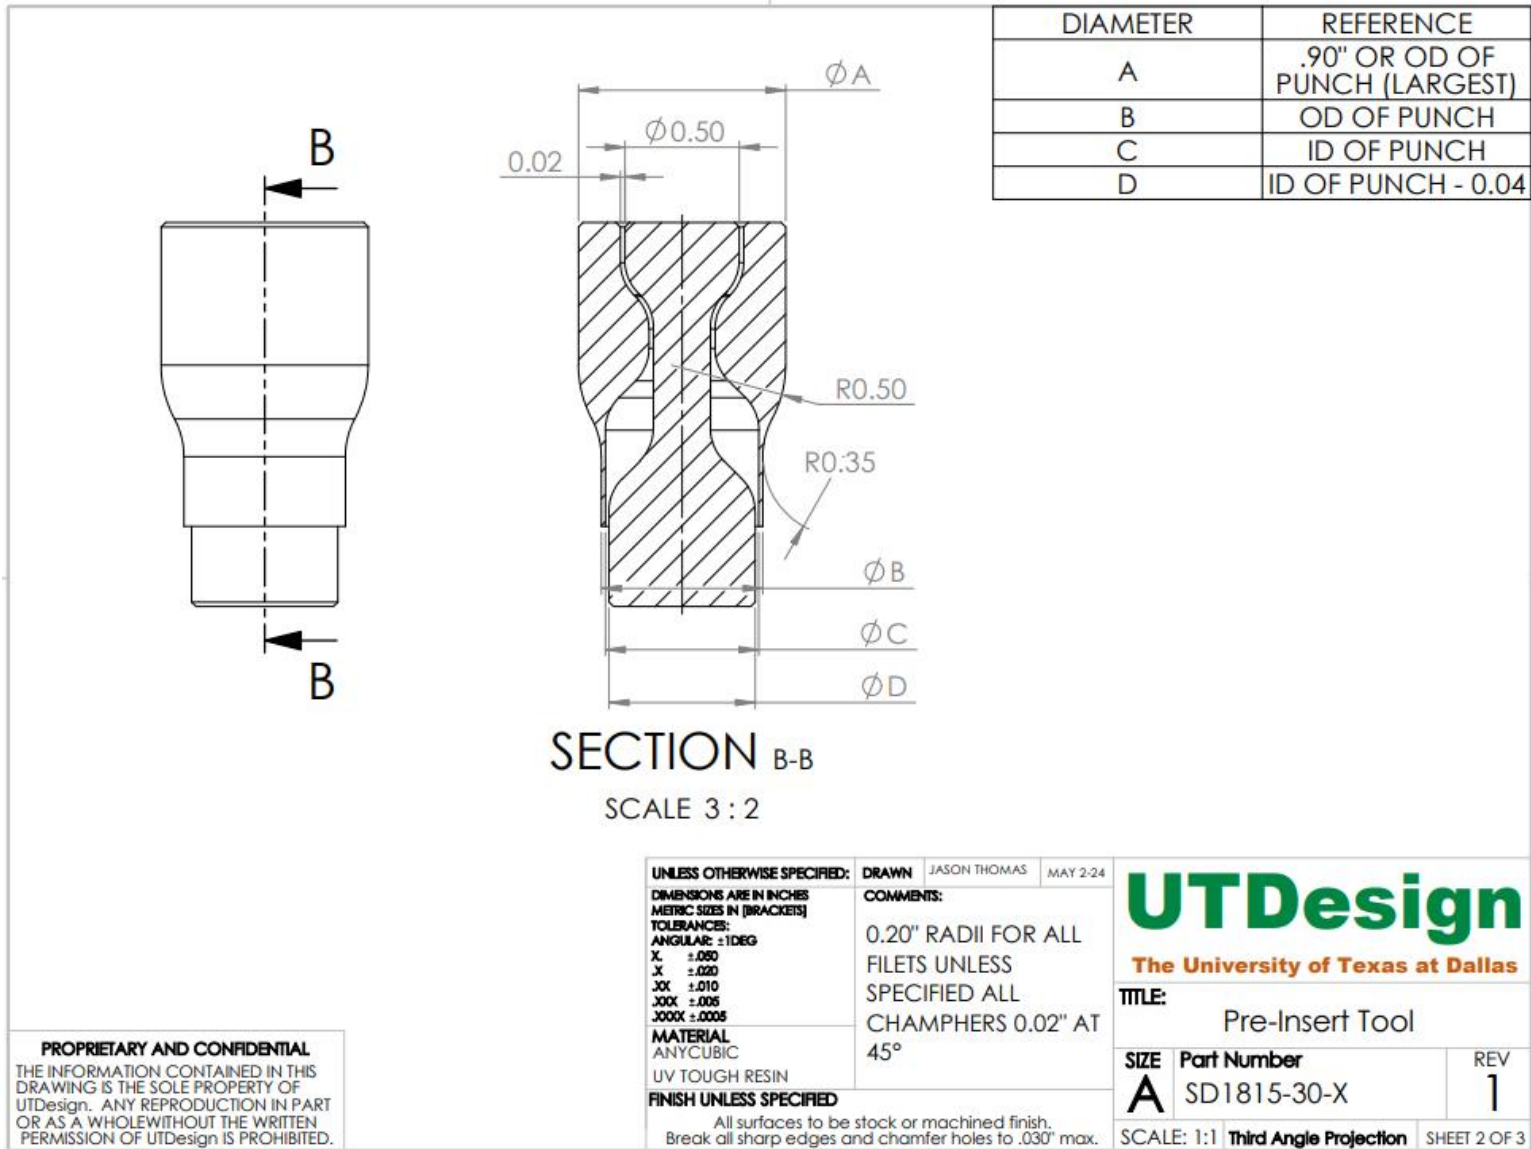 DIAMETER REFERENCE
A .90" OR OD OF
PUNCH (LARGEST)
B OD OF PUNCH
C ID OF PUNCH
D ID OF PUNCH - 0.04
∅A
∅0.50
0.02
B
R0.50
R0.35
∅B
∅C
B
∅D
SECTION B-B
SCALE 3 : 2
UNLESS OTHERWISE SPECIFIED:
DIMENSIONS ARE IN INCHES
METRIC SIZES IN [BRACKETS]
TOLERANCES:
ANGULAR: ±1DEG
X. ±.050
.X ±.020
.XX ±.010
.XXX ±.005
.XXXX ±.0005
MATERIAL
ANYCUBIC
UV TOUGH RESIN
DRAWN JASON THOMAS MAY 2-24
COMMENTS:
0.20" RADII FOR ALL
FILETS UNLESS
SPECIFIED ALL
CHAMPHERS 0.02" AT
45°
FINISH UNLESS SPECIFIED
All surfaces to be stock or machined finish.
Break all sharp edges and chamfer holes to .030" max.
UTDesign
The University of Texas at Dallas
TITLE:
Pre-Insert Tool
SIZE Part Number REV
A SD1815-30-X 1
SCALE: 1:1 Third Angle Projection SHEET 2 OF 3
PROPRIETARY AND CONFIDENTIAL
THE INFORMATION CONTAINED IN THIS
DRAWING IS THE SOLE PROPERTY OF
UTDesign. ANY REPRODUCTION IN PART
OR AS A WHOLEWITHOUT THE WRITTEN
PERMISSION OF UTDesign IS PROHIBITED.